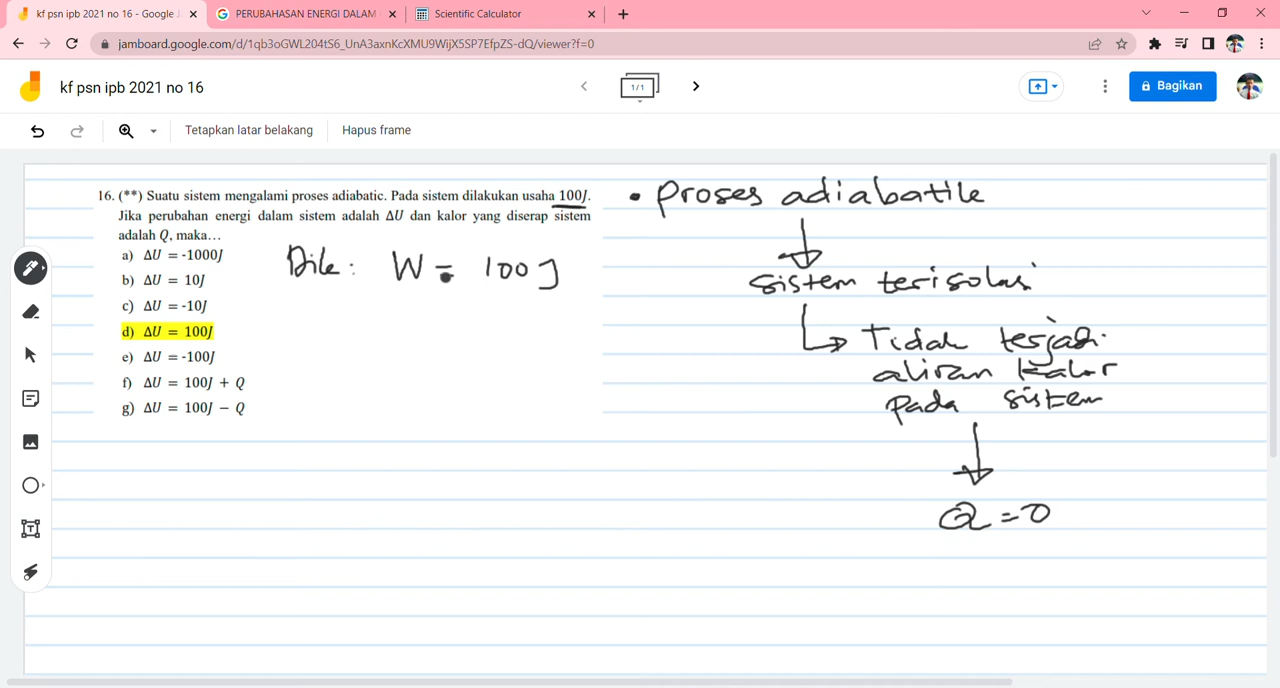 kf psn ipb 2021 no 16 - Google J
PERUBAHASAN ENERGI DALAM
Scientific Calculator
jamboard.google.com/d/1qb3oGWL204tS6_UnA3axnKcXMU9WijX5SP7EfpZS-dQ/viewer?f=0
kf psn ipb 2021 no 16
1/1
Bagikan
Tetapkan latar belakang
Hapus frame
16. (**) Suatu sistem mengalami proses adiabatic. Pada sistem dilakukan usaha 100J.
Jika perubahan energi dalam sistem adalah ΔU dan kalor yang diserap sistem
adalah Q, maka…
a) ΔU = -1000J
b) ΔU = 10J
c) ΔU = -10J
d) ΔU = 100J
e) ΔU = -100J
f) ΔU = 100J + Q
g) ΔU = 100J − Q
Dik: W = 100 J
• Proses adiabatik
sistem terisolasi
Tidak terjadi
aliran kalor
pada sistem
Q = 0